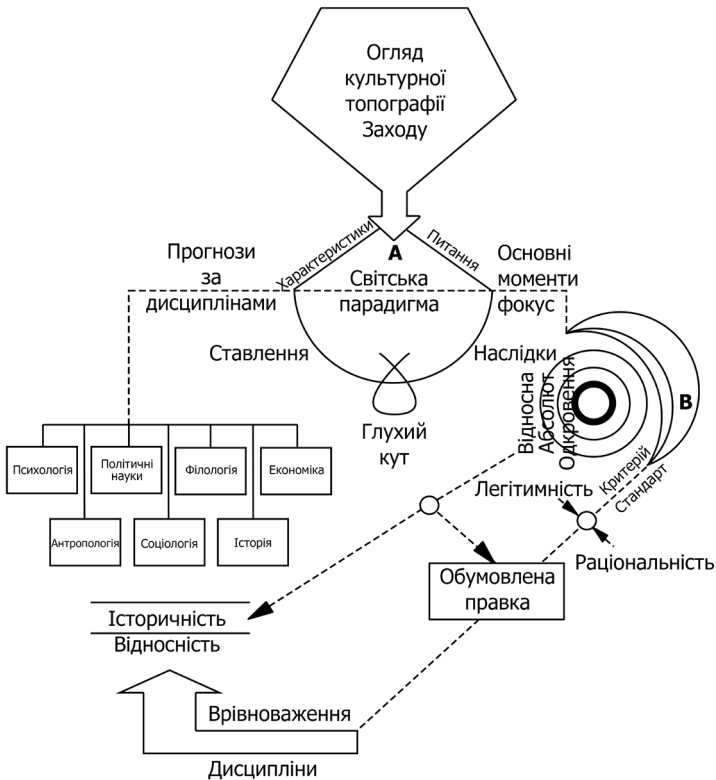 Огляд
культурної
топографії
Заходу
Характеристики
A
Питання
Прогнози
за
дисциплінами
Світська
парадигма
Основні
моменти
фокус
Ставлення
Наслідки
Глухий
кут
Відносна
Абсолют
Одкровення
B
Критерій
Стандарт
Психологія
Політичні
науки
Філологія
Економіка
Антропологія
Соціологія
Історія
Легітимність
Раціональність
Обумовлена
правка
Історичність
Відносність
Врівноваження
Дисципліни